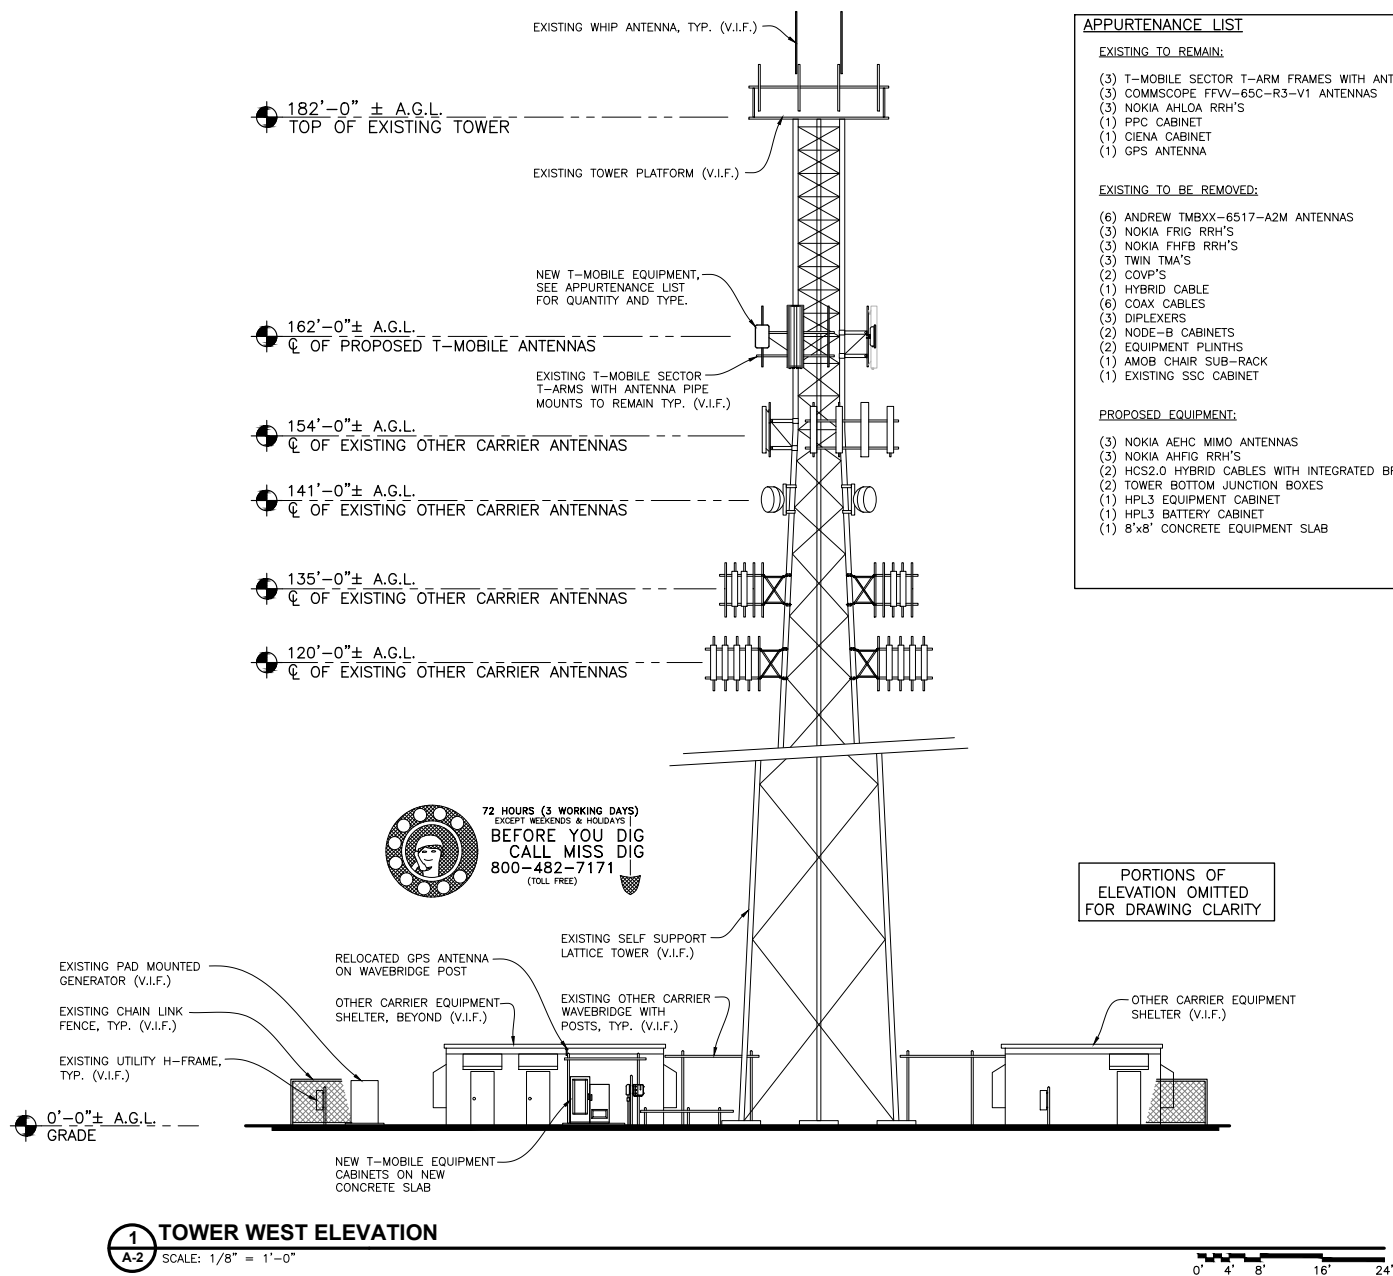 EXISTING WHIP ANTENNA, TYP. (V.I.F.)
182'-0" ± A.G.L.
TOP OF EXISTING TOWER
EXISTING TOWER PLATFORM (V.I.F.)
NEW T-MOBILE EQUIPMENT,
SEE APPURTENANCE LIST
FOR QUANTITY AND TYPE.
162'-0"± A.G.L.
℄ OF PROPOSED T-MOBILE ANTENNAS
EXISTING T-MOBILE SECTOR
T-ARMS WITH ANTENNA PIPE
MOUNTS TO REMAIN TYP. (V.I.F.)
154'-0"± A.G.L.
℄ OF EXISTING OTHER CARRIER ANTENNAS
141'-0"± A.G.L.
℄ OF EXISTING OTHER CARRIER ANTENNAS
135'-0"± A.G.L.
℄ OF EXISTING OTHER CARRIER ANTENNAS
120'-0"± A.G.L.
℄ OF EXISTING OTHER CARRIER ANTENNAS
APPURTENANCE LIST
EXISTING TO REMAIN:
(3) T-MOBILE SECTOR T-ARM FRAMES WITH ANT
(3) COMMSCOPE FFVV-65C-R3-V1 ANTENNAS
(3) NOKIA AHLOA RRH'S
(1) PPC CABINET
(1) CIENA CABINET
(1) GPS ANTENNA
EXISTING TO BE REMOVED:
(6) ANDREW TMBXX-6517-A2M ANTENNAS
(3) NOKIA FRIG RRH'S
(3) NOKIA FHFB RRH'S
(3) TWIN TMA'S
(2) COVP'S
(1) HYBRID CABLE
(6) COAX CABLES
(3) DIPLEXERS
(2) NODE-B CABINETS
(2) EQUIPMENT PLINTHS
(1) AMOB CHAIR SUB-RACK
(1) EXISTING SSC CABINET
PROPOSED EQUIPMENT:
(3) NOKIA AEHC MIMO ANTENNAS
(3) NOKIA AHFIG RRH'S
(2) HCS2.0 HYBRID CABLES WITH INTEGRATED
(2) TOWER BOTTOM JUNCTION BOXES
(1) HPL3 EQUIPMENT CABINET
(1) HPL3 BATTERY CABINET
(1) 8'x8' CONCRETE EQUIPMENT SLAB
72 HOURS (3 WORKING DAYS)
EXCEPT WEEKENDS & HOLIDAYS
BEFORE YOU DIG
CALL MISS DIG
800-482-7171
(TOLL FREE)
PORTIONS OF
ELEVATION OMITTED
FOR DRAWING CLARITY
EXISTING SELF SUPPORT
LATTICE TOWER (V.I.F.)
EXISTING PAD MOUNTED
GENERATOR (V.I.F.)
RELOCATED GPS ANTENNA
ON WAVEBRIDGE POST
EXISTING CHAIN LINK
FENCE, TYP. (V.I.F.)
OTHER CARRIER EQUIPMENT
SHELTER, BEYOND (V.I.F.)
EXISTING OTHER CARRIER
WAVEBRIDGE WITH
POSTS, TYP. (V.I.F.)
OTHER CARRIER EQUIPMENT
SHELTER (V.I.F.)
EXISTING UTILITY H-FRAME,
TYP. (V.I.F.)
0'-0"± A.G.L.
GRADE
NEW T-MOBILE EQUIPMENT
CABINETS ON NEW
CONCRETE SLAB
1
A-2
TOWER WEST ELEVATION
SCALE: 1/8" = 1'-0"
0' 4' 8' 16' 24'